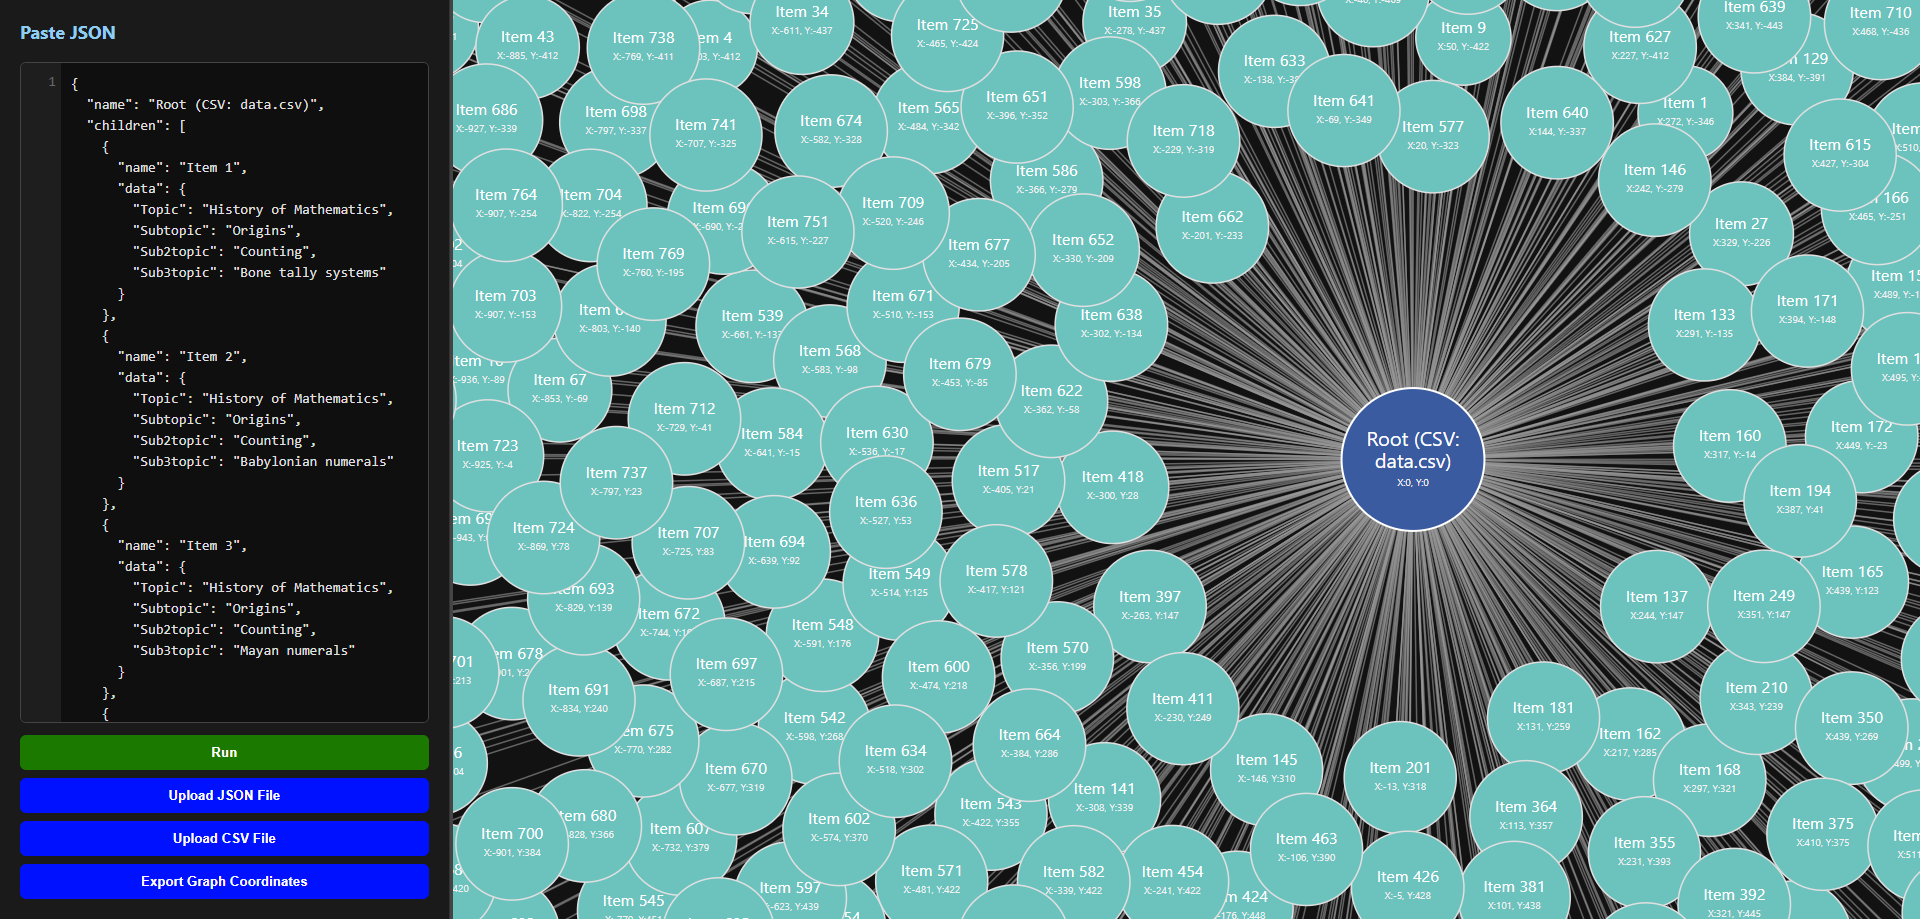 Paste JSON
1
{
"name": "Root (CSV: data.csv)",
"children": [
{
"name": "Item 1",
"data": {
"Topic": "History of Mathematics",
"Subtopic": "Origins",
"Sub2topic": "Counting",
"Sub3topic": "Bone tally systems"
}
},
{
"name": "Item 2",
"data": {
"Topic": "History of Mathematics",
"Subtopic": "Origins",
"Sub2topic": "Counting",
"Sub3topic": "Babylonian numerals"
}
},
{
"name": "Item 3",
"data": {
"Topic": "History of Mathematics",
"Subtopic": "Origins",
"Sub2topic": "Counting",
"Sub3topic": "Mayan numerals"
}
},
{
Run
Upload JSON File
Upload CSV File
Export Graph Coordinates
Item 34
X:-611, Y:-437
Item 35
X:-278, Y:-437
Item 639
X:341, Y:-443
Item 710
X:468, Y:-436
Item 725
X:-465, Y:-424
Item 9
X:50, Y:-422
Item 43
X:-885, Y:-412
Item 738
X:-769, Y:-411
Item 627
X:227, Y:-412
Item 633
Item 598
X:-303, Y:-366
129
X:384, Y:-391
Item 651
X:-396, Y:-352
Item 641
X:-69, Y:-349
Item 1
X:272, Y:-346
Item 686
X:-927, Y:-339
Item 698
X:-797, Y:-337
Item 565
X:-484, Y:-342
Item 640
X:144, Y:-337
Item 741
X:-707, Y:-325
Item 674
X:-582, Y:-328
Item 718
X:-229, Y:-319
Item 577
X:20, Y:-323
Item 615
X:427, Y:-304
Item 586
X:-366, Y:-279
Item 146
X:242, Y:-279
Item 764
X:-907, Y:-254
Item 704
X:-822, Y:-254
Item 709
X:-520, Y:-246
166
X:465, Y:-251
Item 751
X:-615, Y:-227
Item 662
X:-201, Y:-233
Item 27
X:329, Y:-226
Item 677
X:-434, Y:-205
Item 652
X:-330, Y:-209
Item 769
X:-760, Y:-195
Item 703
X:-907, Y:-153
Item 671
X:-510, Y:-153
Item 171
X:394, Y:-148
X:-803, Y:-140
Item 539
Item 638
X:-302, Y:-134
Item 133
X:291, Y:-135
Item 568
X:-583, Y:-98
Item 679
X:-453, Y:-85
X:-936, Y:-89
Item 67
X:-853, Y:-69
Item 622
X:-362, Y:-58
Item 712
X:-729, Y:-41
Item 584
X:-641, Y:-15
Item 630
X:-536, Y:-17
Item 160
X:317, Y:-14
Item 172
X:449, Y:-23
Root (CSV:
data.csv)
X:0, Y:0
Item 723
X:-925, Y:-4
Item 737
X:-797, Y:23
Item 517
X:-405, Y:21
Item 418
X:-300, Y:28
Item 194
X:387, Y:41
Item 636
X:-527, Y:53
Item 724
X:-869, Y:78
Item 707
X:-725, Y:83
Item 694
X:-639, Y:92
Item 549
X:-514, Y:125
Item 578
X:-417, Y:121
Item 165
X:439, Y:123
Item 693
X:-829, Y:139
Item 397
X:-263, Y:147
Item 137
X:244, Y:147
Item 249
X:351, Y:147
Item 672
Item 548
X:-591, Y:176
Item 570
X:-356, Y:199
Item 678
Item 697
X:-687, Y:215
Item 600
X:-474, Y:218
Item 691
X:-834, Y:240
Item 411
X:-230, Y:249
Item 210
X:343, Y:239
Item 181
X:131, Y:259
Item 542
X:-598, Y:268
Item 350
X:439, Y:269
675
X:-770, Y:282
Item 664
X:-384, Y:286
Item 162
X:217, Y:285
Item 634
X:-518, Y:302
Item 145
X:-146, Y:310
Item 201
X:-13, Y:318
Item 670
X:-677, Y:319
Item 168
X:297, Y:321
Item 141
X:-308, Y:339
Item 543
X:-422, Y:355
Item 364
X:113, Y:357
Item 680
Item 602
X:-574, Y:370
Item 375
X:410, Y:375
Item 700
X:-901, Y:384
Item 607
X:-732, Y:379
Item 463
X:-106, Y:390
Item 355
X:231, Y:393
Item 571
X:-481, Y:422
Item 582
X:-339, Y:422
Item 454
X:-241, Y:422
Item 426
X:-5, Y:428
Item 597
X:-623, Y:439
Item 381
X:101, Y:438
Item 392
X:321, Y:445
Item 545